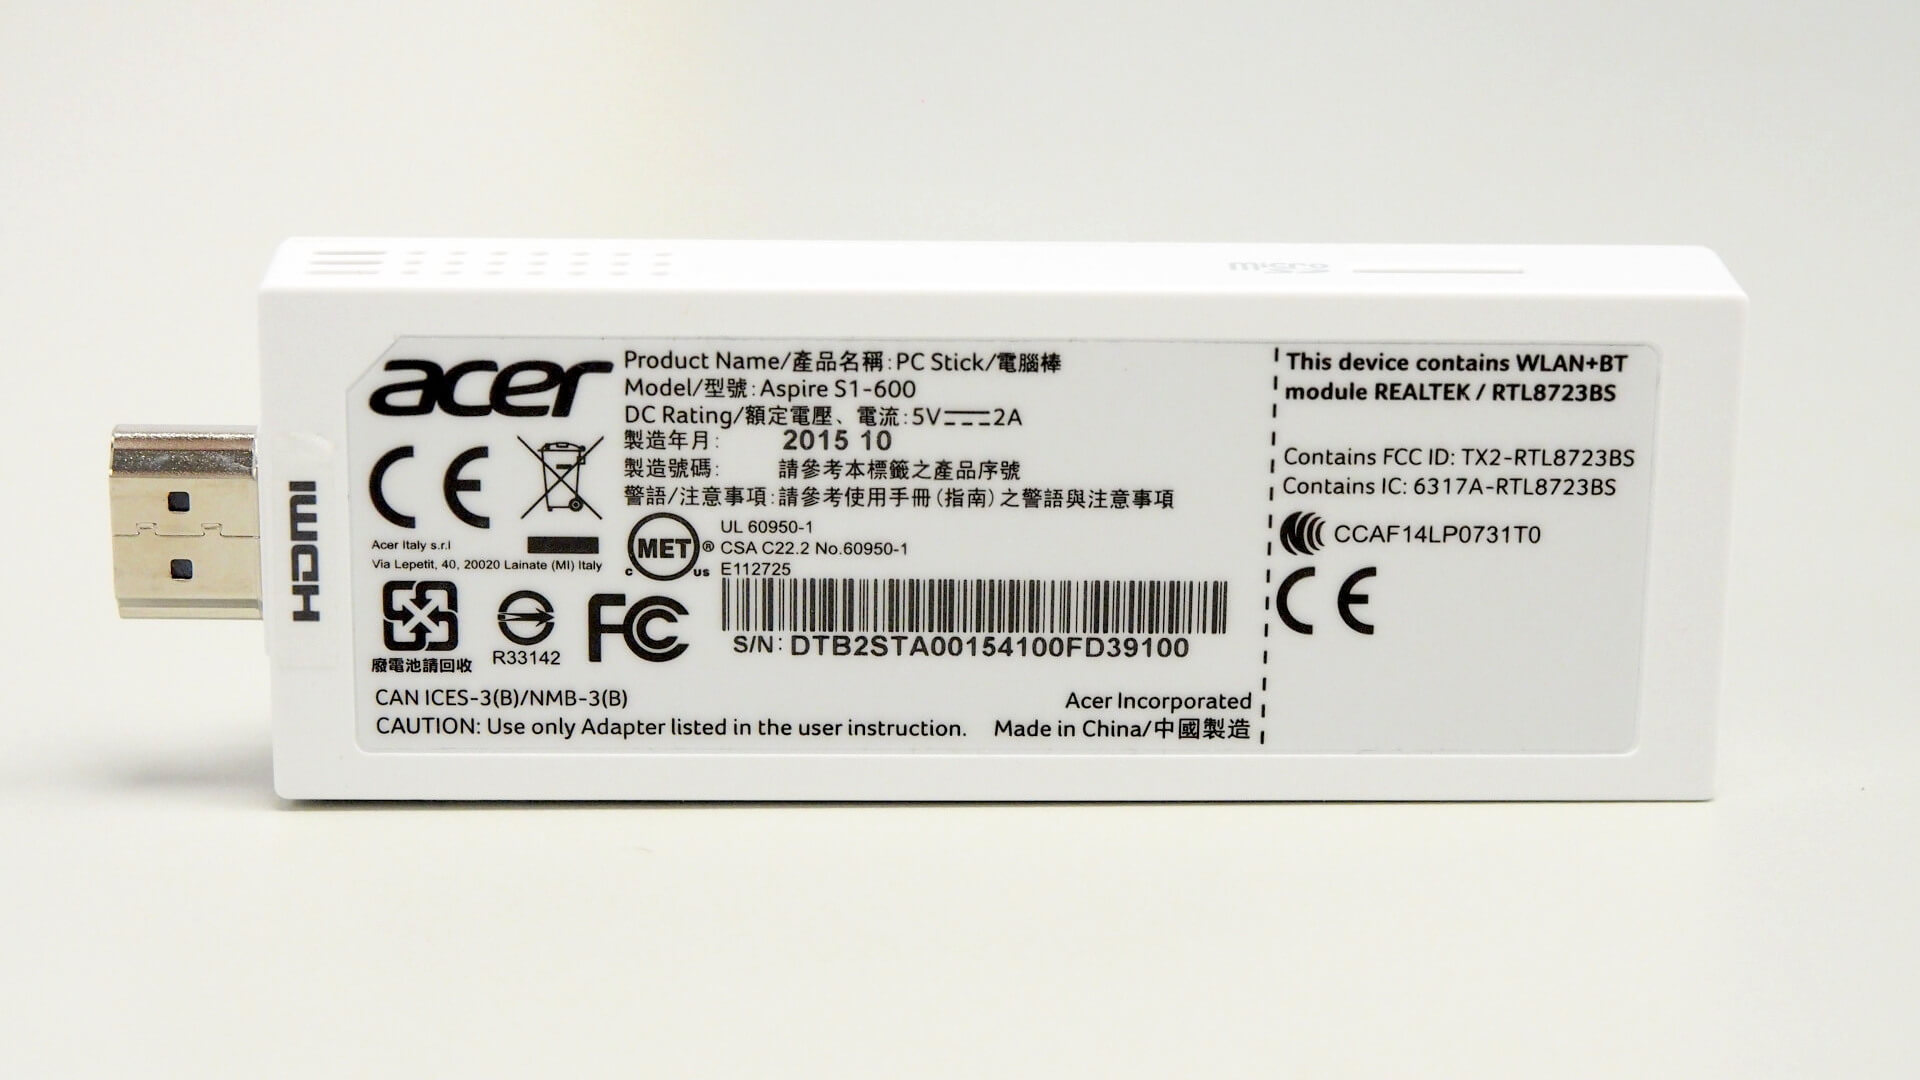 micro SD
HDMI
acer
Product Name/產品名稱:PC Stick/電腦棒
Model/型號:Aspire S1-600
DC Rating/額定電壓、電流:5V⎓2A
製造年月: 2015 10
製造號碼: 請參考本標籤之產品序號
警語/注意事項:請參考使用手冊(指南)之警語與注意事項
CE
Acer Italy s.r.l
Via Lepetit, 40, 20020 Lainate (MI) Italy
c MET us ®
UL 60950-1
CSA C22.2 No.60950-1
E112725
廢電池請回收
R33142
FC
S/N: DTB2STA00154100FD39100
CAN ICES-3(B)/NMB-3(B)
CAUTION: Use only Adapter listed in the user instruction.
Acer Incorporated
Made in China/中國製造
This device contains WLAN+BT
module REALTEK / RTL8723BS
Contains FCC ID: TX2-RTL8723BS
Contains IC: 6317A-RTL8723BS
CCAF14LP0731T0
CE